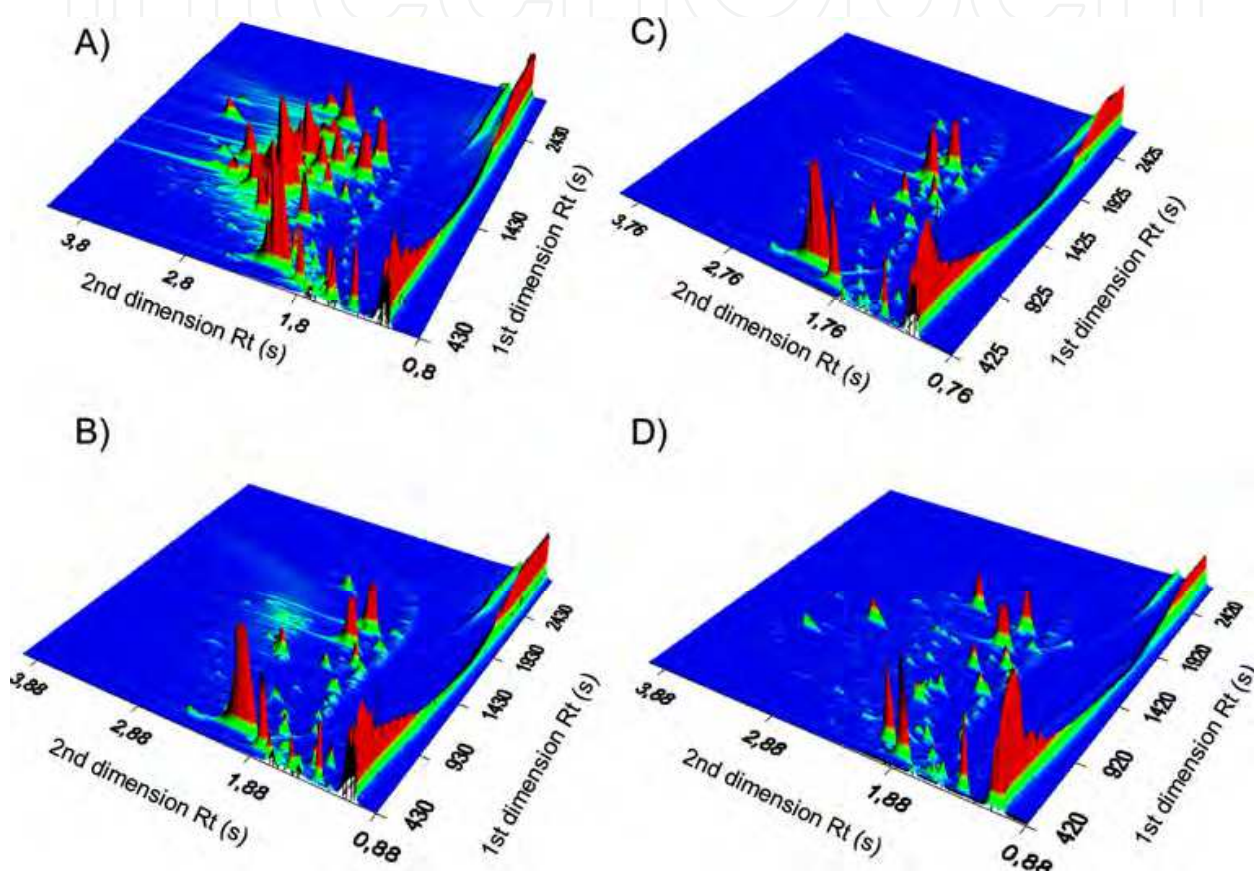 A)
3,8
2,8
1,8
0,8
2nd dimension Rt (s)
430
1430
2430
1st dimension Rt (s)
C)
3,76
2,76
1,76
0,76
2nd dimension Rt (s)
425
925
1425
1925
2425
1st dimension Rt (s)
B)
3,88
2,88
1,88
0,88
2nd dimension Rt (s)
430
930
1430
1930
2430
1st dimension Rt (s)
D)
3,88
2,88
1,88
0,88
2nd dimension Rt (s)
420
920
1420
1920
2420
1st dimension Rt (s)